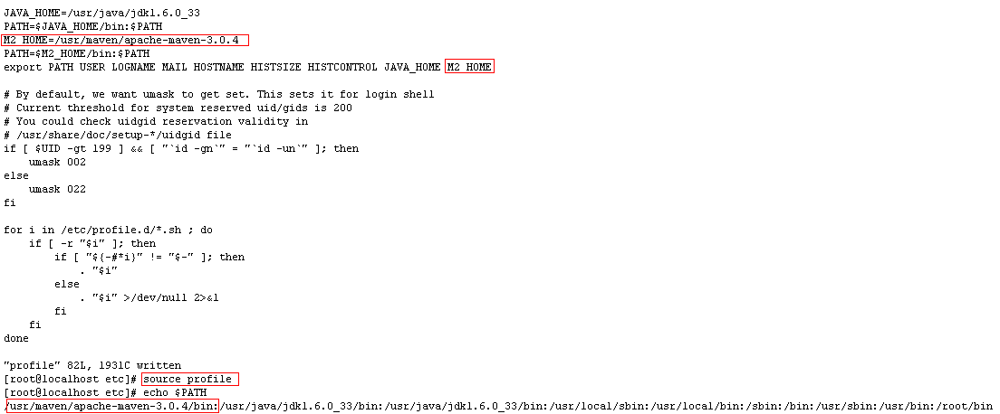 JAVA_HOME=/usr/java/jdk1.6.0_33
PATH=$JAVA_HOME/bin:$PATH
M2_HOME=/usr/maven/apache-maven-3.0.4
PATH=$M2_HOME/bin:$PATH
export PATH USER LOGNAME MAIL HOSTNAME HISTSIZE HISTCONTROL JAVA_HOME M2_HOME

# By default, we want umask to get set. This sets it for login shell
# Current threshold for system reserved uid/gids is 200
# You could check uidgid reservation validity in
# /usr/share/doc/setup-*/uidgid file
if [ $UID -gt 199 ] && [ "`id -gn`" = "`id -un`" ]; then
    umask 002
else
    umask 022
fi

for i in /etc/profile.d/*.sh ; do
    if [ -r "$i" ]; then
        if [ "${-#*i}" != "$-" ]; then
            . "$i"
        else
            . "$i" >/dev/null 2>&1
        fi
    fi
done

"profile" 82L, 1931C written
[root@localhost etc]# source profile
[root@localhost etc]# echo $PATH
/usr/maven/apache-maven-3.0.4/bin:/usr/java/jdk1.6.0_33/bin:/usr/java/jdk1.6.0_33/bin:/usr/local/sbin:/usr/local/bin:/sbin:/bin:/usr/sbin:/usr/bin:/root/bin